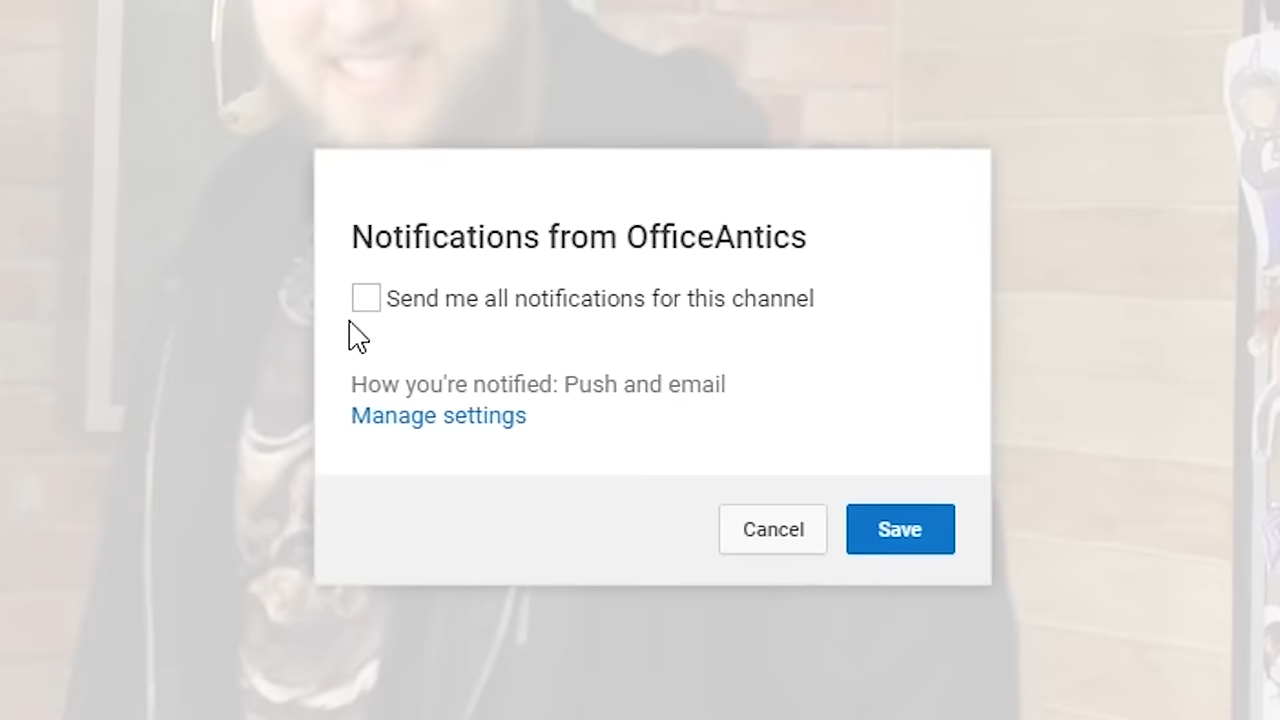 Notifications from OfficeAntics
Send me all notifications for this channel
How you're notified: Push and email
Manage settings
Cancel Save